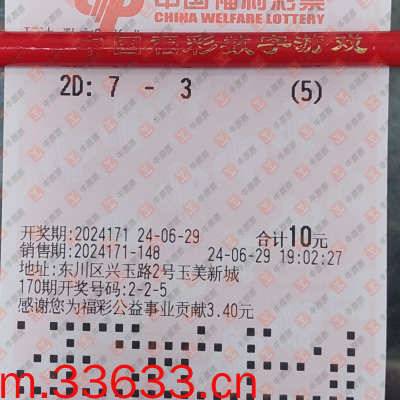 中国福利彩票
CHINA WELFARE LOTTERY
中国福彩数字游戏
2D: 7 - 3 (5)
开奖期:2024171 24-06-29 合计10元
销售期:2024171-148 24-06-29 19:02:27
地址:东川区兴玉路2号玉美新城
170期开奖号码:2-2-5
感谢您为福彩公益事业贡献3.40元
m.33633.cn